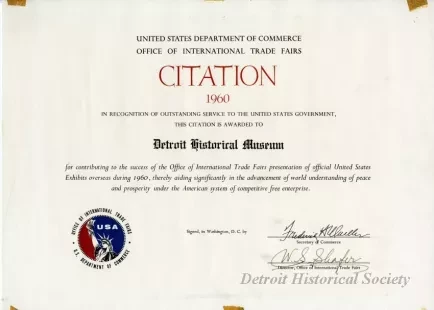 UNITED STATES DEPARTMENT OF COMMERCE
OFFICE OF INTERNATIONAL TRADE FAIRS
CITATION
1960
IN RECOGNITION OF OUTSTANDING SERVICE TO THE UNITED STATES GOVERNMENT,
THIS CITATION IS AWARDED TO
Detroit Historical Museum
for contributing to the success of the Office of International Trade Fairs presentation of official United States
Exhibits overseas during 1960, thereby aiding significantly in the advancement of world understanding of peace
and prosperity under the American system of competitive free enterprise.
OFFICE OF INTERNATIONAL TRADE FAIRS
USA
U.S. DEPARTMENT OF COMMERCE
Signed, in Washington, D. C. by
Frederick H. Mueller
Secretary of Commerce
W. S. Shafer
Director, Office of International Trade Fairs
Detroit Historical Society